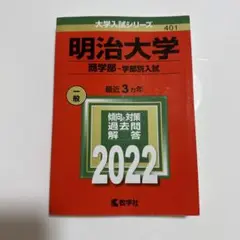 大学入試シリーズ
401
明治大学
商学部-学部別入試
一般
最近3カ年
傾向と対策
過去問
解答
2022
教学社